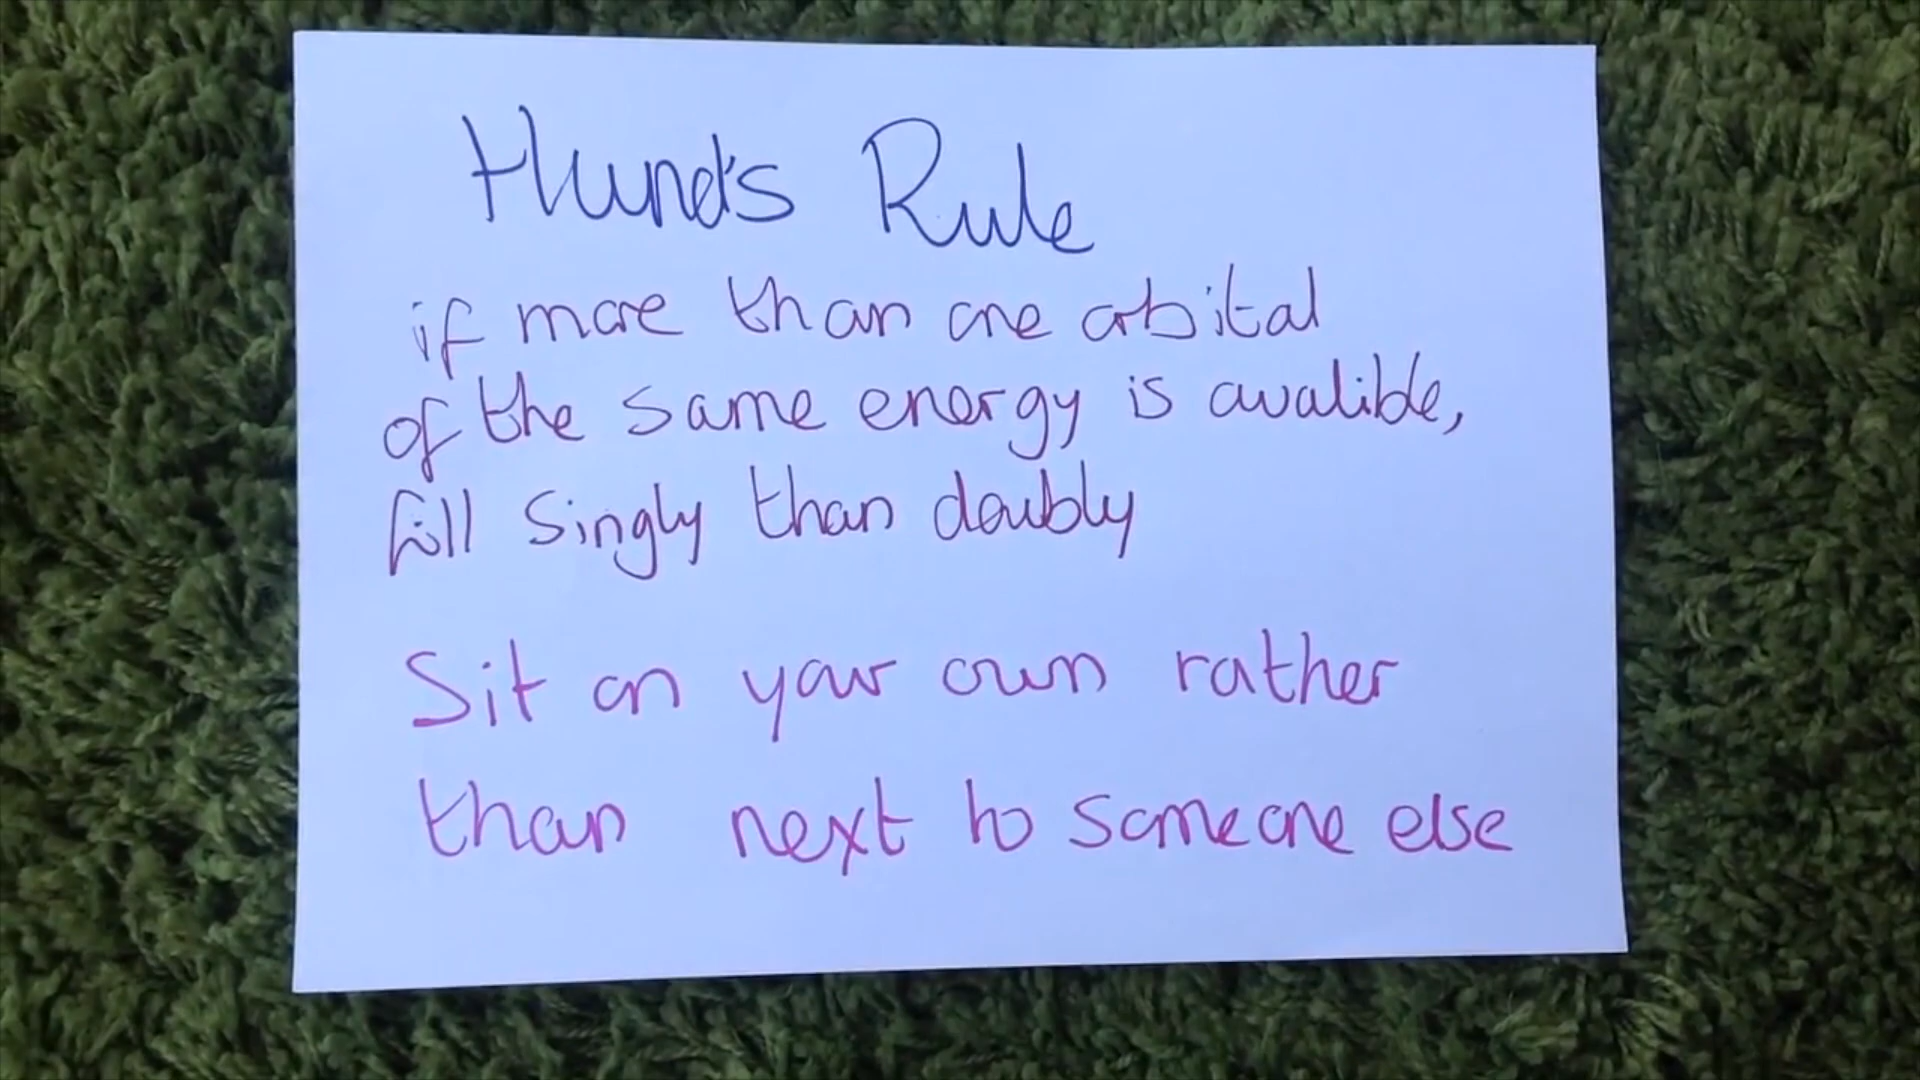 Hund's Rule
if more than one orbital
of the same energy is avalible,
fill singly than doubly
Sit on your own rather
than next to someone else